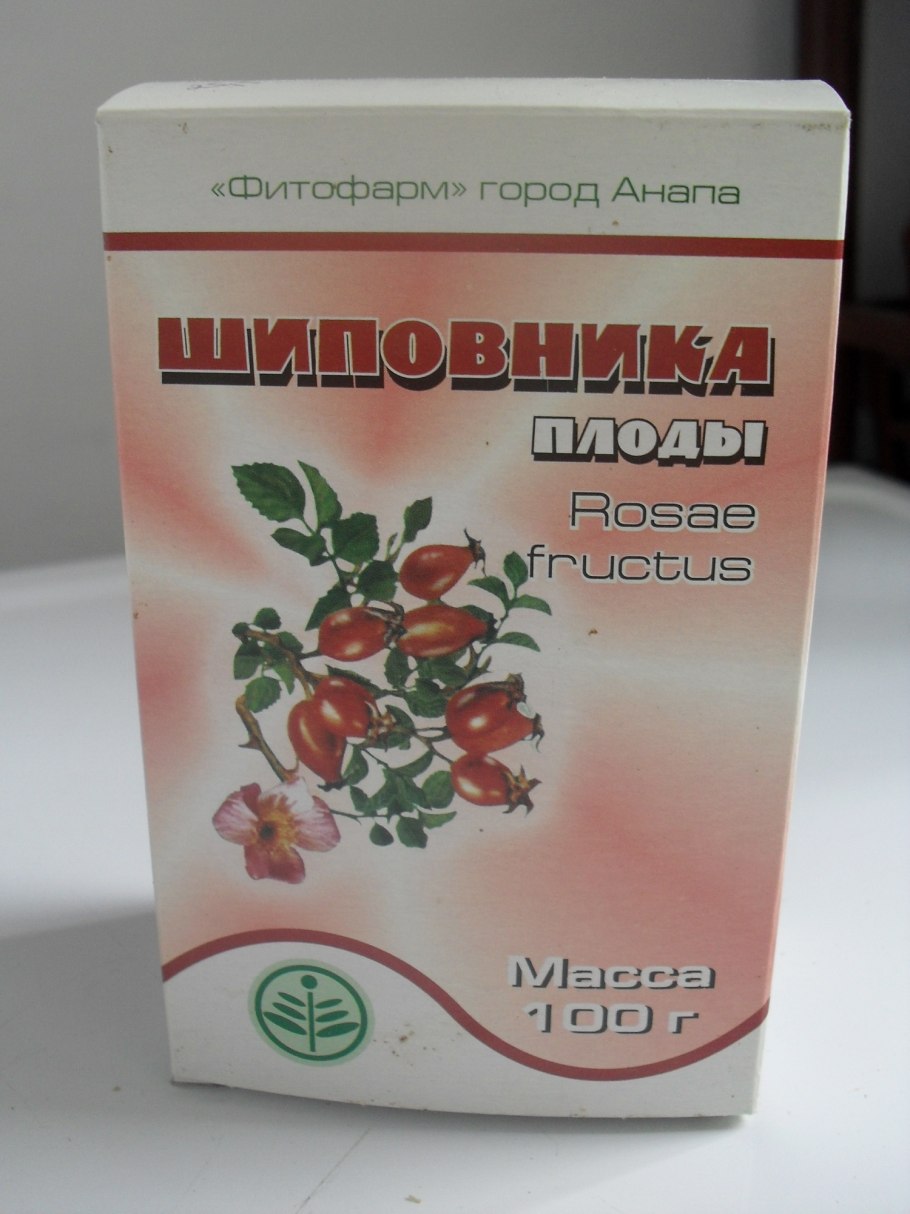 «Фитофарм» город Анапа
ШИПОВНИКА
ПЛОДЫ
Rosae
fructus
Масса
100 г